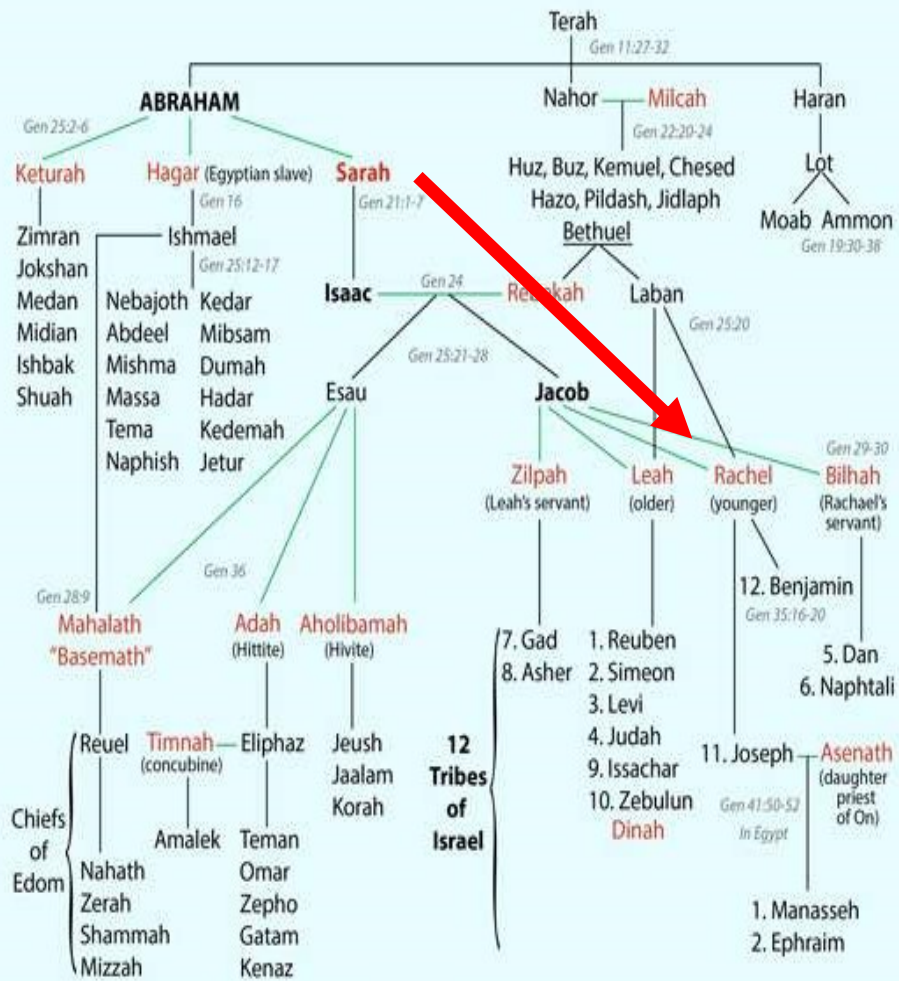 Terah
Gen 11:27-32
ABRAHAM
Nahor
Milcah
Haran
Gen 25:2-6
Gen 22:20-24
Keturah
Hagar (Egyptian slave)
Sarah
Huz, Buz, Kemuel, Chesed
Hazo, Pildash, Jidlaph
Bethuel
Lot
Gen 16
Gen 21:1-7
Moab Ammon
Gen 19:30-38
Zimran
Jokshan
Medan
Midian
Ishbak
Shuah
Ishmael
Gen 25:12-17
Nebajoth
Abdeel
Mishma
Massa
Tema
Naphish
Kedar
Mibsam
Dumah
Hadar
Kedemah
Jetur
Isaac
Gen 24
Rebekah
Laban
Gen 25:20
Gen 25:21-28
Esau
Jacob
Gen 29-30
Zilpah
(Leah's servant)
Leah
(older)
Rachel
(younger)
Bilhah
(Rachael's
servant)
Gen 28:9
Gen 36
Mahalath
"Basemath"
Adah
(Hittite)
Aholibamah
(Hivite)
12. Benjamin
Gen 35:16-20
7. Gad
8. Asher
1. Reuben
2. Simeon
3. Levi
4. Judah
9. Issachar
10. Zebulun
Dinah
5. Dan
6. Naphtali
Chiefs
of
Edom
Reuel
Timnah
(concubine)
Eliphaz
Jeush
Jaalam
Korah
12
Tribes
of
Israel
11. Joseph
Asenath
(daughter
priest
of On)
Gen 41:50-52
In Egypt
Amalek
Nahath
Zerah
Shammah
Mizzah
Teman
Omar
Zepho
Gatam
Kenaz
1. Manasseh
2. Ephraim